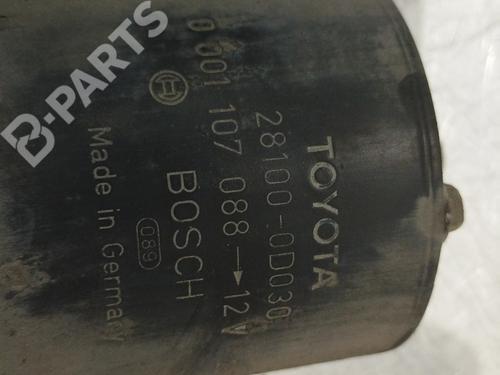 TOYOTA
28100-0D030
0 001 107 088 → 12V
BOSCH
089
Made in Germany
B-PARTS